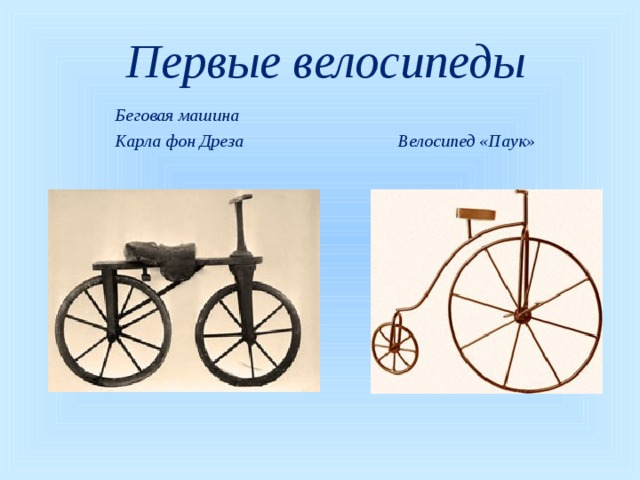 Первые велосипеды
Беговая машина
Карла фон Дреза
Велосипед «Паук»